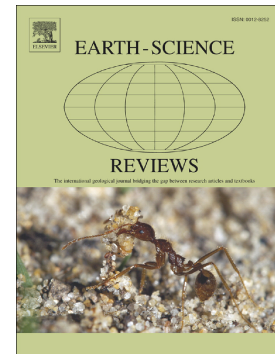 ISSN: 0012-8252
ELSEVIER
EARTH-SCIENCE
REVIEWS
The international geological journal bridging the gap between research articles and textbooks